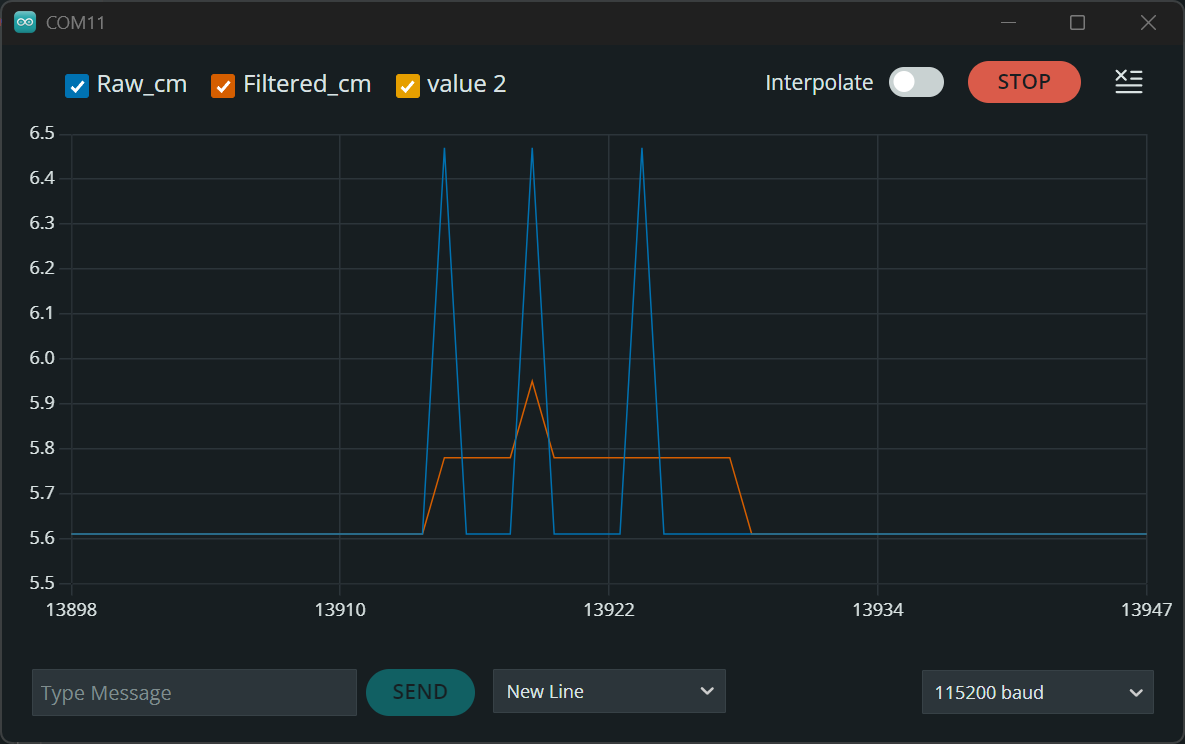 COM11
Raw_cm Filtered_cm value 2 Interpolate STOP
6.5
6.4
6.3
6.2
6.1
6.0
5.9
5.8
5.7
5.6
5.5
13898 13910 13922 13934 13947
Type Message SEND New Line 115200 baud